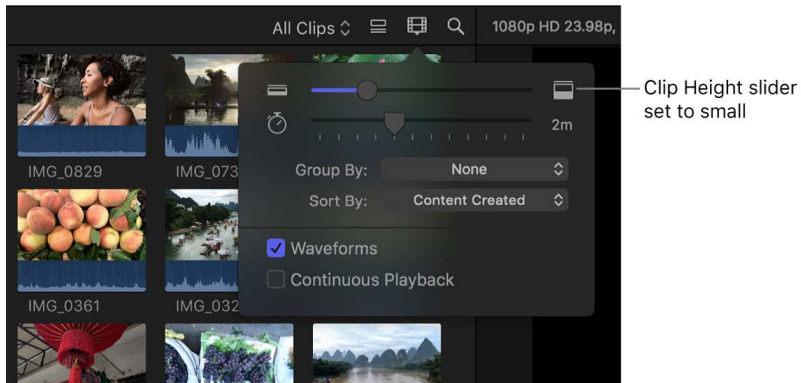 All Clips
1080p HD 23.98p,
Clip Height slider
set to small
2m
IMG_0829
IMG_073
Group By: None
Sort By: Content Created
Waveforms
Continuous Playback
IMG_0361
IMG_032